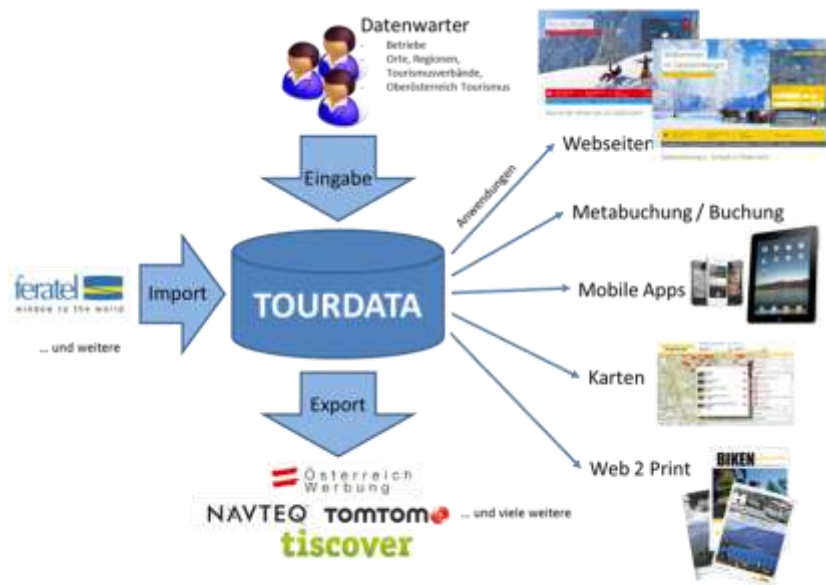 Datenwarter
- Betriebe
- Orte, Regionen,
Tourismusverbände,
- Oberösterreich Tourismus
Eingabe
Anwendungen
Webseiten
Metabuchung / Buchung
feratel
window to the world
Import
TOURDATA
Mobile Apps
... und weitere
Karten
Export
Österreich
Werbung
Web 2 Print
BIKEN
NAVTEQ TOMTOM ... und viele weitere
tiscover